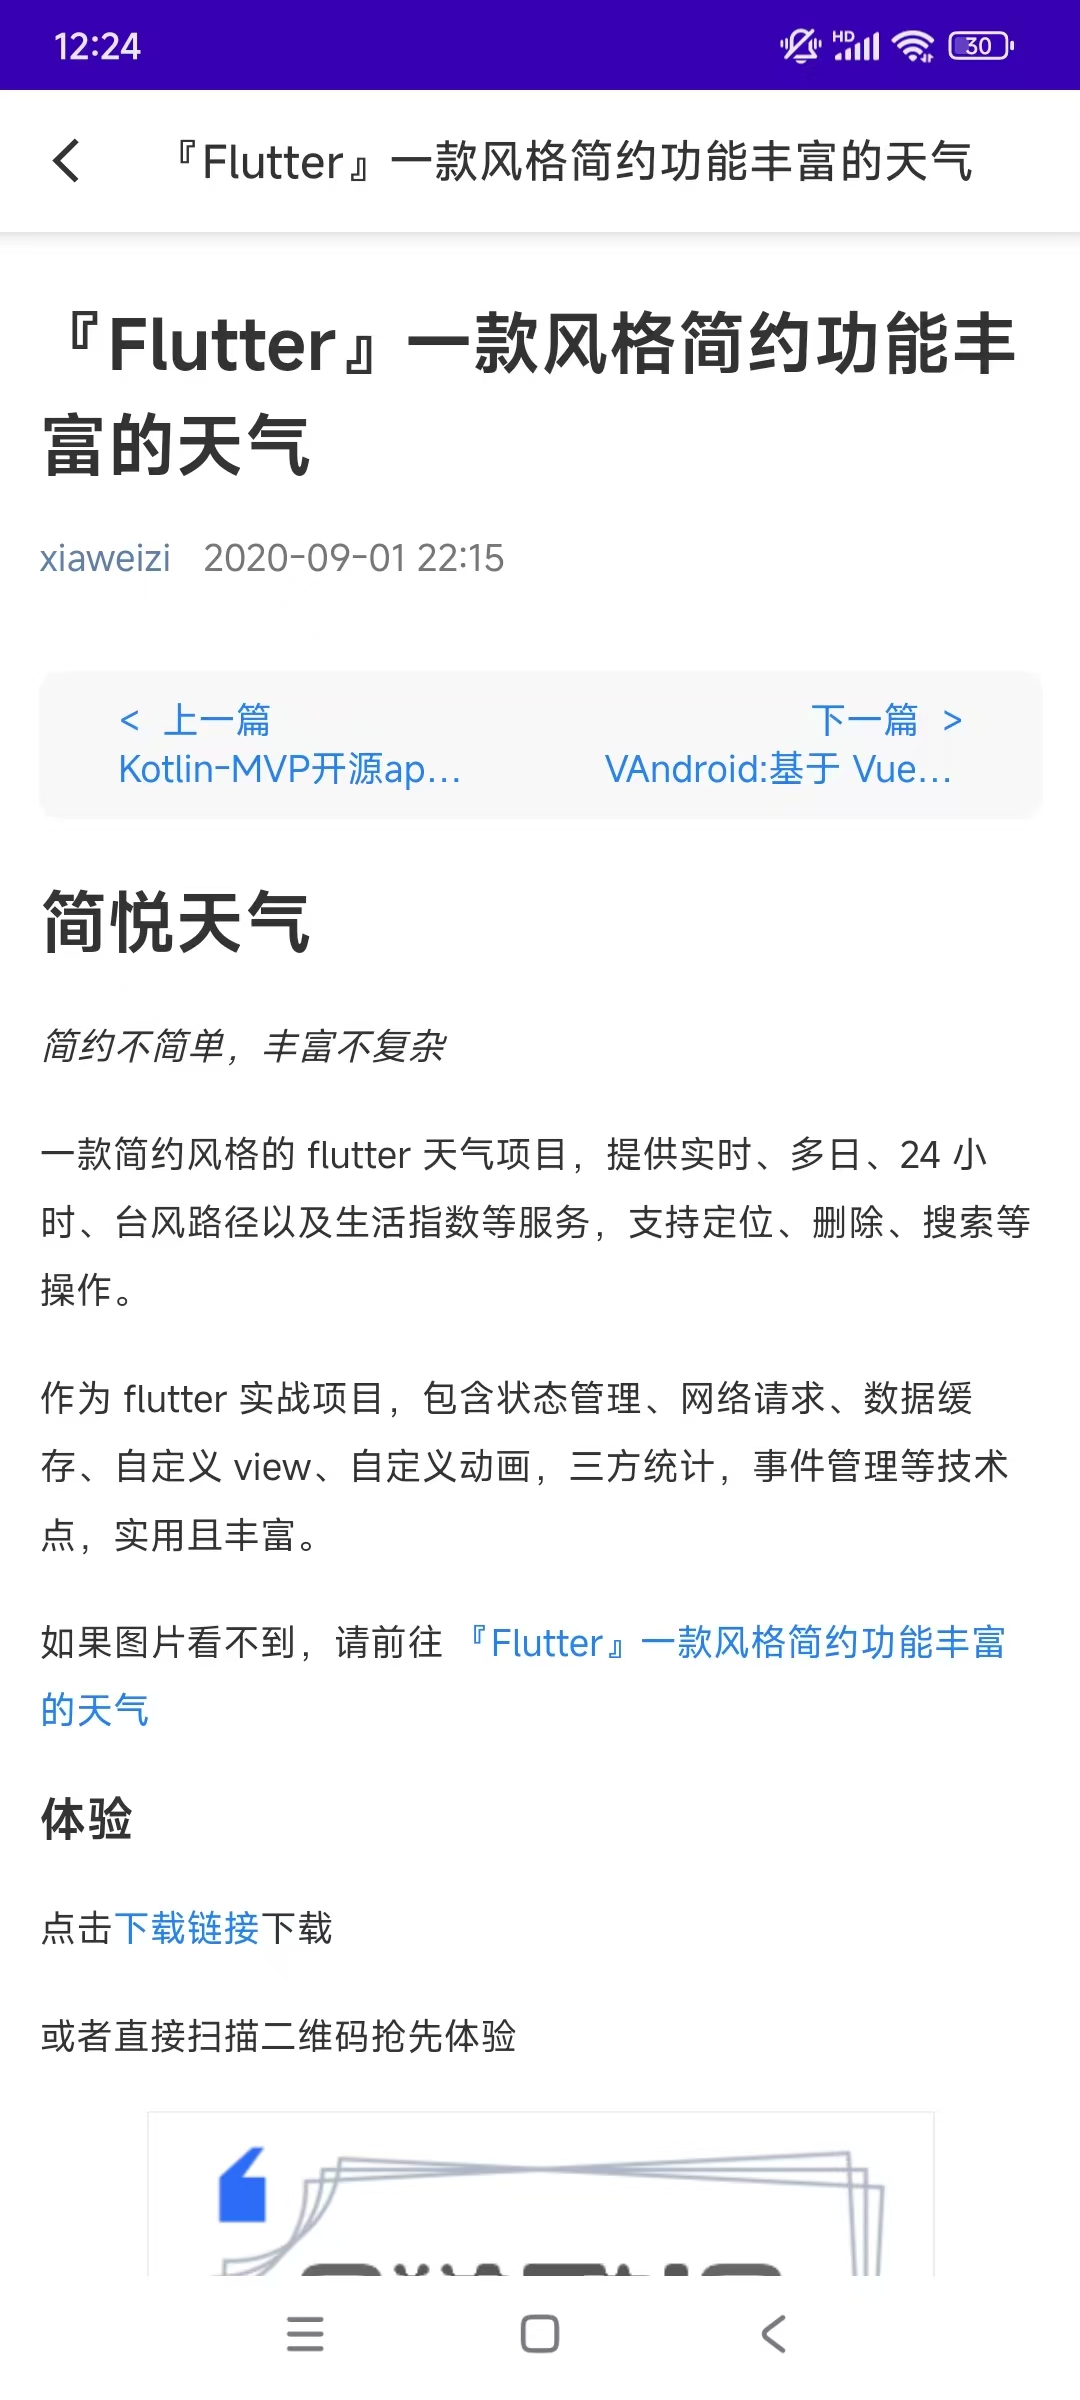 12:24
HD
30
『Flutter』一款风格简约功能丰富的天气
『Flutter』一款风格简约功能丰
富的天气
xiaweizi 2020-09-01 22:15
< 上一篇
下一篇 >
Kotlin-MVP开源ap...
VAndroid:基于 Vue...
简悦天气
简约不简单，丰富不复杂
一款简约风格的 flutter 天气项目，提供实时、多日、24 小
时、台风路径以及生活指数等服务，支持定位、删除、搜索等
操作。
作为 flutter 实战项目，包含状态管理、网络请求、数据缓
存、自定义 view、自定义动画，三方统计，事件管理等技术
点，实用且丰富。
如果图片看不到，请前往 『Flutter』一款风格简约功能丰富
的天气
体验
点击下载链接下载
或者直接扫描二维码抢先体验